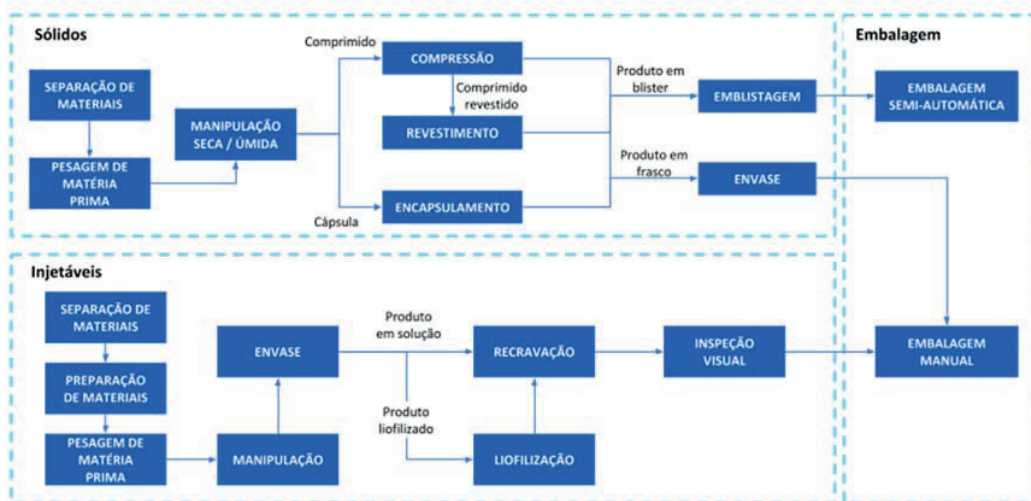 Sólidos
Embalagem
SEPARAÇÃO DE
MATERIAIS
PESAGEM DE
MATÉRIA
PRIMA
MANIPULAÇÃO
SECA / ÚMIDA
Comprimido
COMPRESSÃO
Comprimido
revestido
REVESTIMENTO
Cápsula
ENCAPSULAMENTO
Produto em
blister
EMBLISTAGEM
Produto em
frasco
ENVASE
EMBALAGEM
SEMI-AUTOMÁTICA
Injetáveis
SEPARAÇÃO DE
MATERIAIS
PREPARAÇÃO
DE MATERIAIS
PESAGEM DE
MATÉRIA
PRIMA
MANIPULAÇÃO
ENVASE
Produto
em solução
Produto
liofilizado
LIOFILIZAÇÃO
RECRAVAÇÃO
INSPEÇÃO
VISUAL
EMBALAGEM
MANUAL